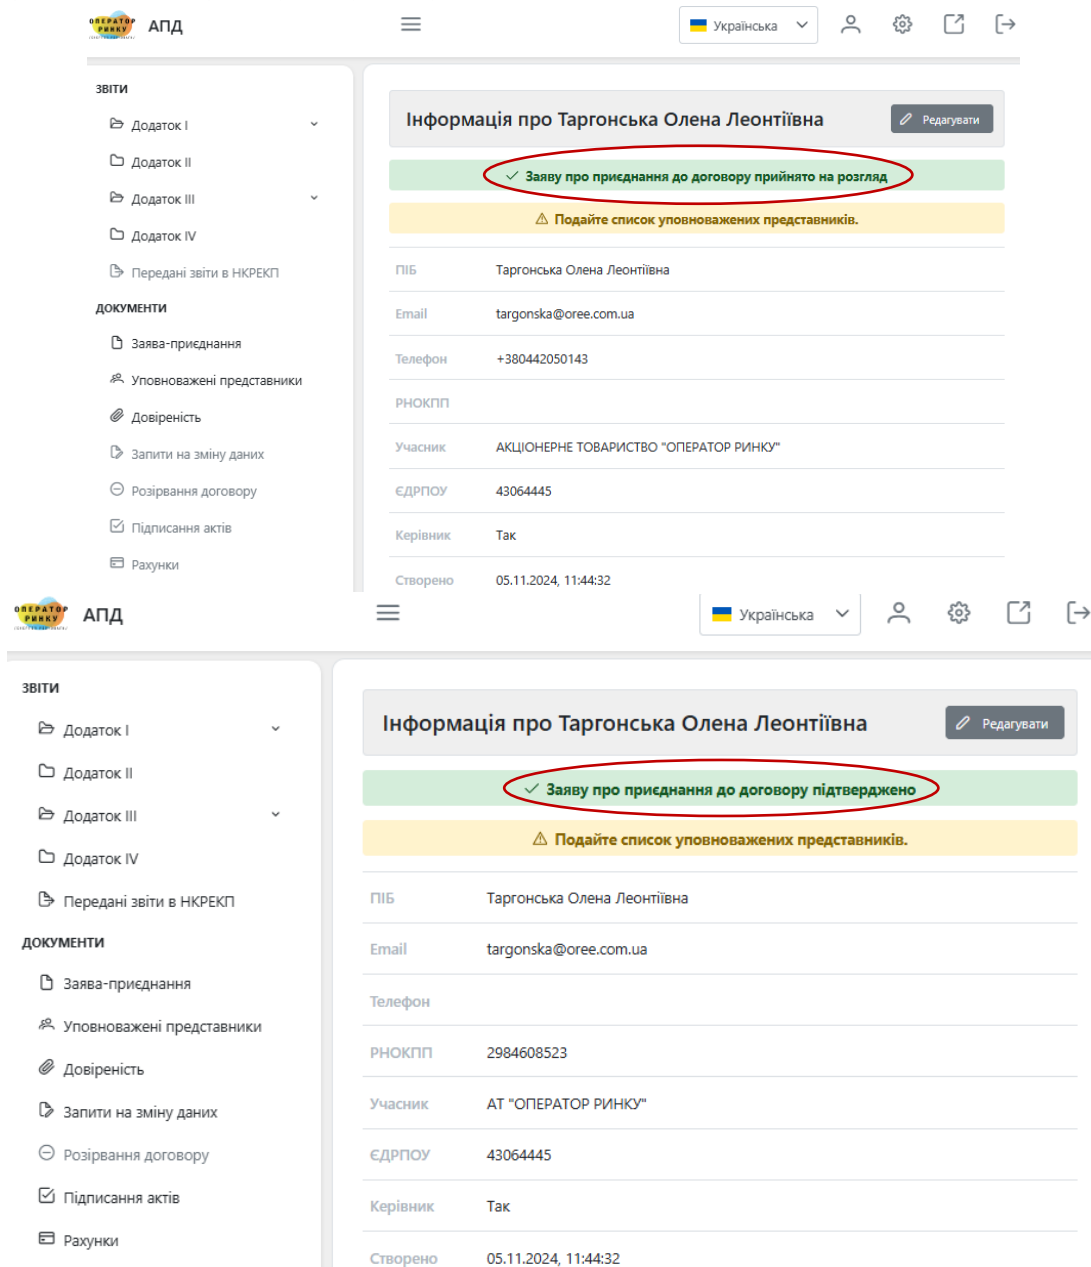 ОПЕРАТОР
РИНКУ
АПД
Українська
ЗВІТИ
Додаток I
Додаток II
Додаток III
Додаток IV
Передані звіти в НКРЕКП
ДОКУМЕНТИ
Заява-приєднання
Уповноважені представники
Довіреність
Запити на зміну даних
Розірвання договору
Підписання актів
Рахунки
Інформація про Таргонська Олена Леонтіївна
Редагувати
Заяву про приєднання до договору прийнято на розгляд
Подайте список уповноважених представників.
ПІБ Таргонська Олена Леонтіївна
Email targonska@oree.com.ua
Телефон +380442050143
РНОКПП
Учасник АКЦІОНЕРНЕ ТОВАРИСТВО "ОПЕРАТОР РИНКУ"
ЄДРПОУ 43064445
Керівник Так
Створено 05.11.2024, 11:44:32
ОПЕРАТОР
РИНКУ
АПД
Українська
ЗВІТИ
Додаток I
Додаток II
Додаток III
Додаток IV
Передані звіти в НКРЕКП
ДОКУМЕНТИ
Заява-приєднання
Уповноважені представники
Довіреність
Запити на зміну даних
Розірвання договору
Підписання актів
Рахунки
Інформація про Таргонська Олена Леонтіївна
Редагувати
Заяву про приєднання до договору підтверджено
Подайте список уповноважених представників.
ПІБ Таргонська Олена Леонтіївна
Email targonska@oree.com.ua
Телефон
РНОКПП 2984608523
Учасник АТ "ОПЕРАТОР РИНКУ"
ЄДРПОУ 43064445
Керівник Так
Створено 05.11.2024, 11:44:32